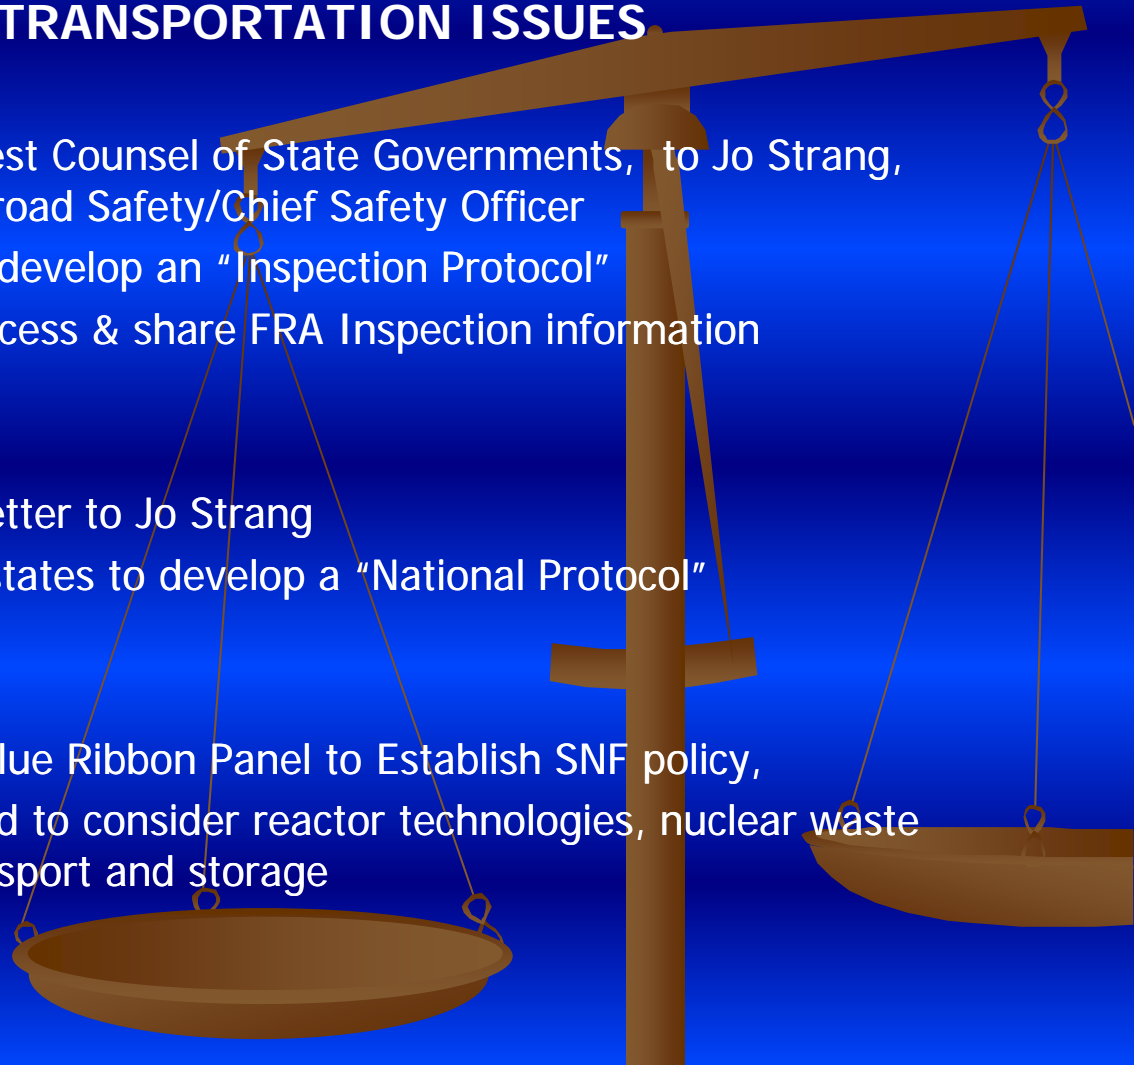 TRANSPORTATION ISSUES
est Counsel of State Governments, to Jo Strang,
road Safety/Chief Safety Officer
develop an “Inspection Protocol”
cess & share FRA Inspection information
etter to Jo Strang
states to develop a “National Protocol”
lue Ribbon Panel to Establish SNF policy,
d to consider reactor technologies, nuclear waste
sport and storage